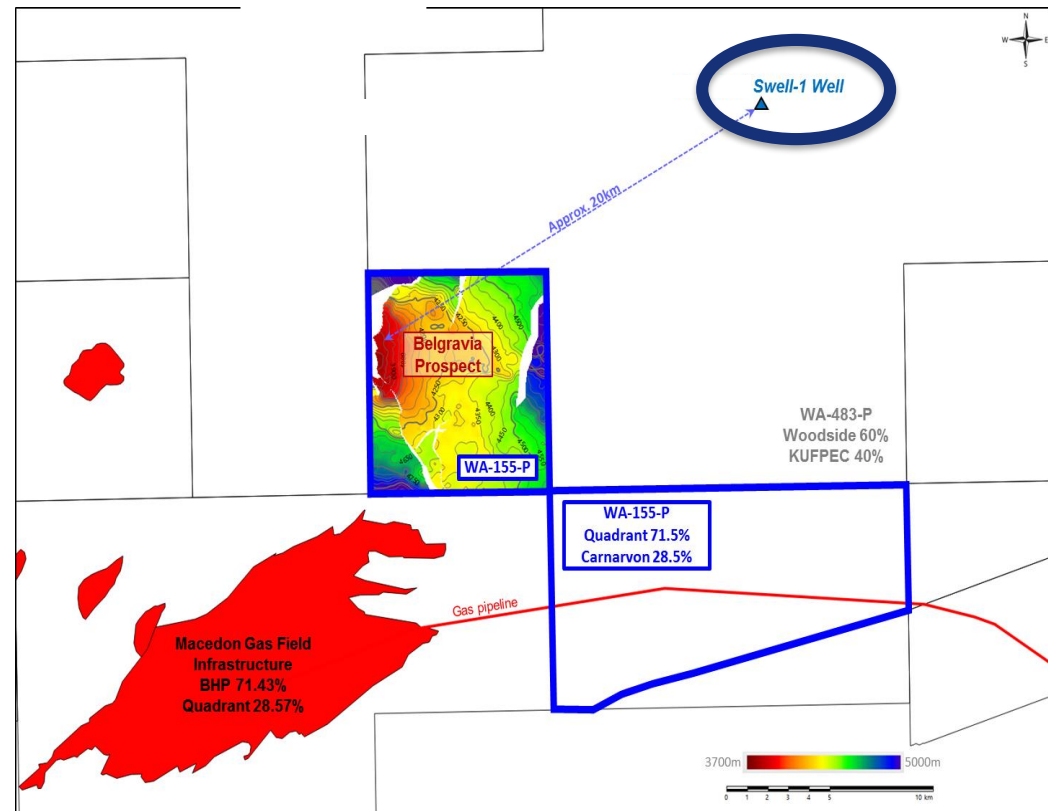 N
W E
S
Swell-1 Well
Approx. 20km
Belgravia
Prospect
WA-155-P
WA-483-P
Woodside 60%
KUFPEC 40%
WA-155-P
Quadrant 71.5%
Carnarvon 28.5%
Gas pipeline
Macedon Gas Field
Infrastructure
BHP 71.43%
Quadrant 28.57%
3700m 5000m
0 1 2 3 4 5 10 km